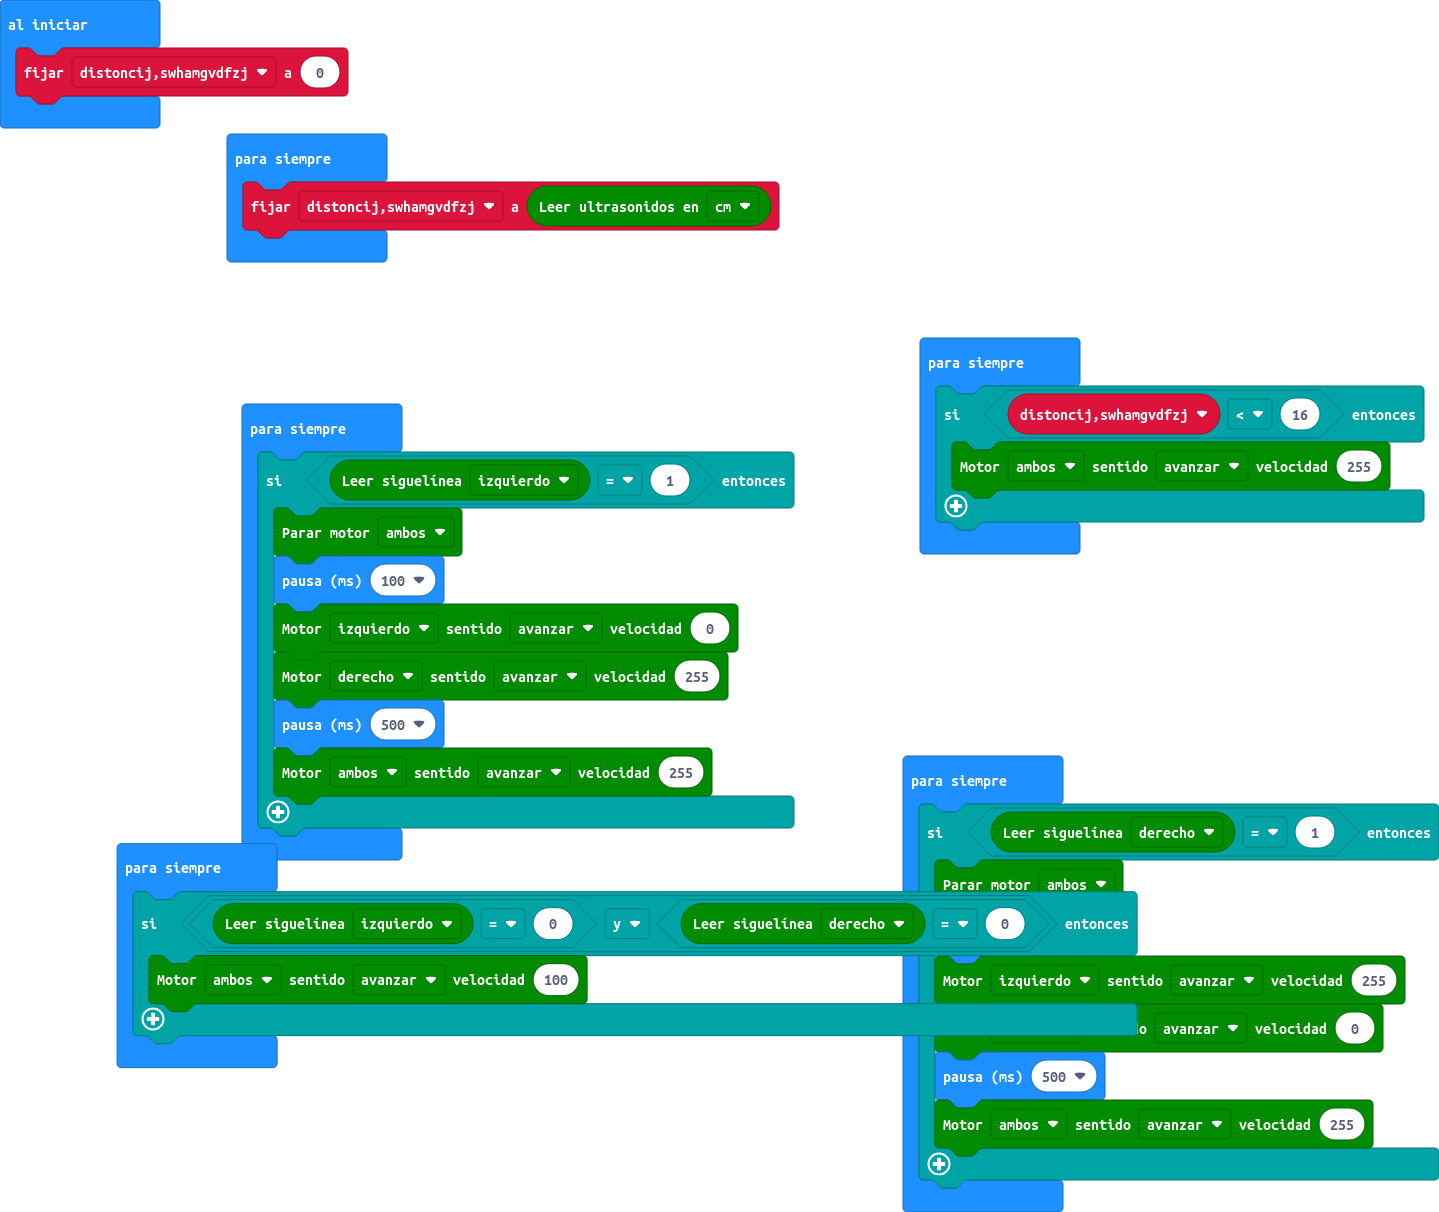 al iniciar
fijar distoncij,swhamgvdfzj a 0
para siempre
fijar distoncij,swhamgvdfzj a Leer ultrasonidos en cm
para siempre
si distoncij,swhamgvdfzj < 16 entonces
Motor ambos sentido avanzar velocidad 255
para siempre
si Leer siguelínea izquierdo = 1 entonces
Parar motor ambos
pausa (ms) 100
Motor izquierdo sentido avanzar velocidad 0
Motor derecho sentido avanzar velocidad 255
pausa (ms) 500
Motor ambos sentido avanzar velocidad 255
para siempre
si Leer siguelínea izquierdo = 0 y Leer siguelínea derecho = 0 entonces
Motor ambos sentido avanzar velocidad 100
para siempre
si Leer siguelínea derecho = 1 entonces
Parar motor ambos
Motor izquierdo sentido avanzar velocidad 255
avanzar velocidad 0
pausa (ms) 500
Motor ambos sentido avanzar velocidad 255